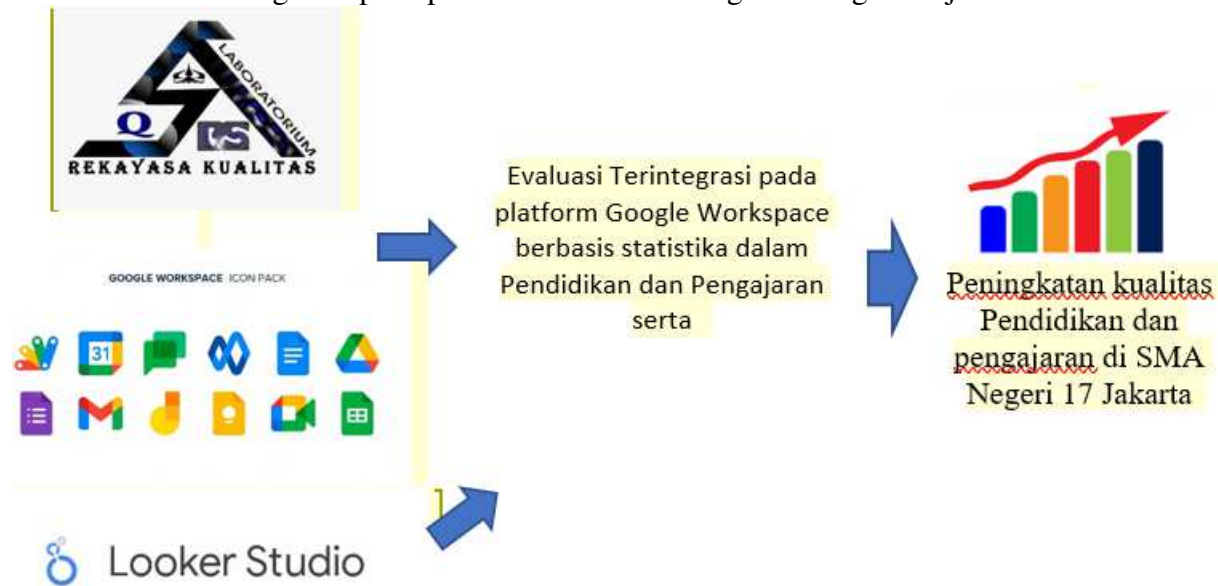 LABORATORIUM
Q
REKAYASA KUALITAS
GOOGLE WORKSPACE ICON PACK
31
Looker Studio
Evaluasi Terintegrasi pada
platform Google Workspace
berbasis statistika dalam
Pendidikan dan Pengajaran
serta
Peningkatan kualitas
Pendidikan dan
pengajaran di SMA
Negeri 17 Jakarta